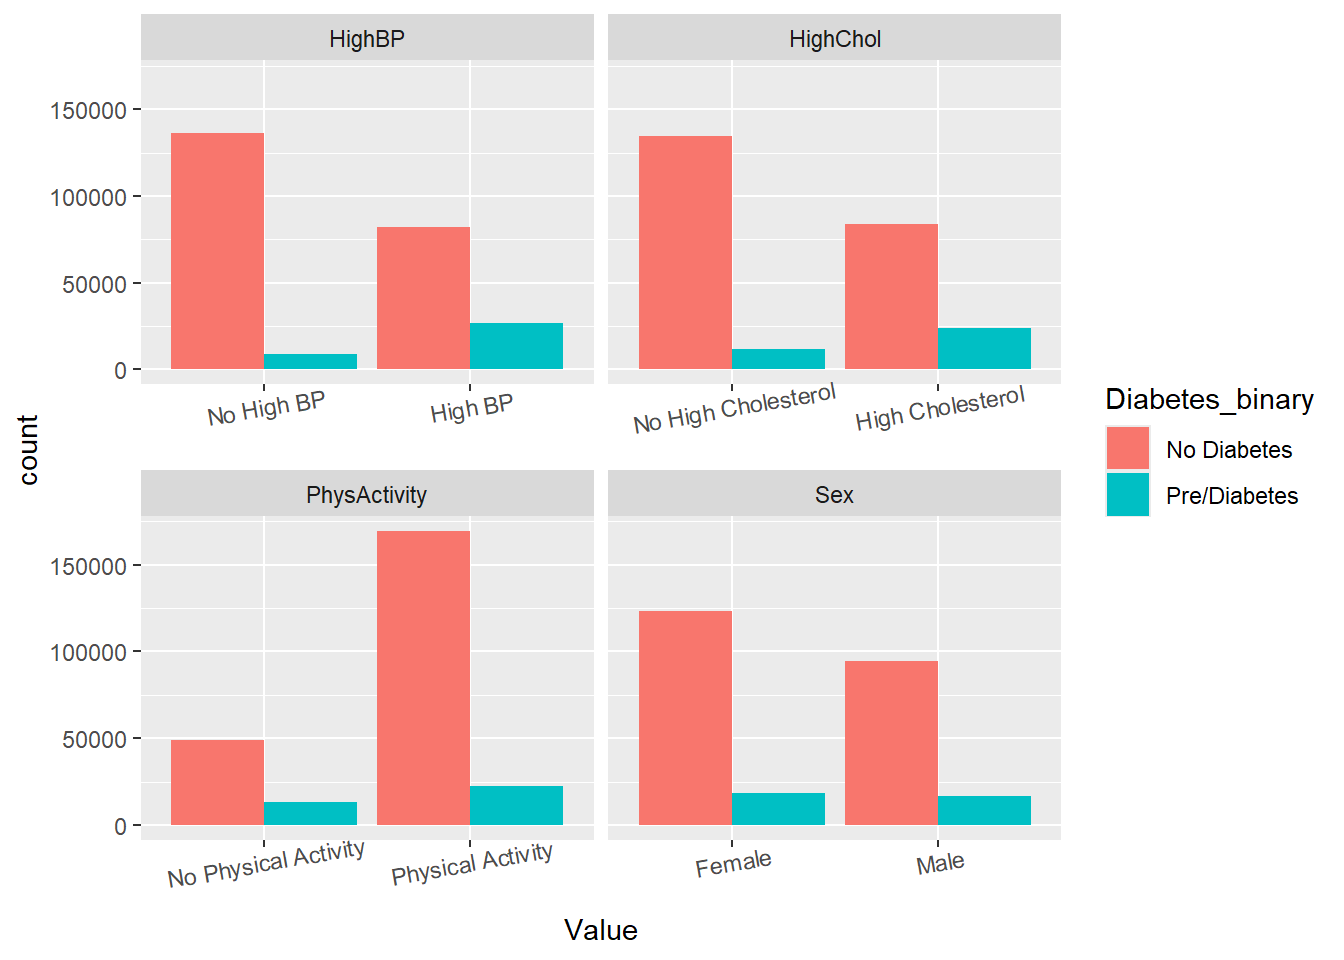 HighBP
HighChol
150000
100000
50000
0
No High BP
High BP
No High Cholesterol
High Cholesterol
PhysActivity
Sex
150000
100000
50000
0
No Physical Activity
Physical Activity
Female
Male
count
Value
Diabetes_binary
No Diabetes
Pre/Diabetes